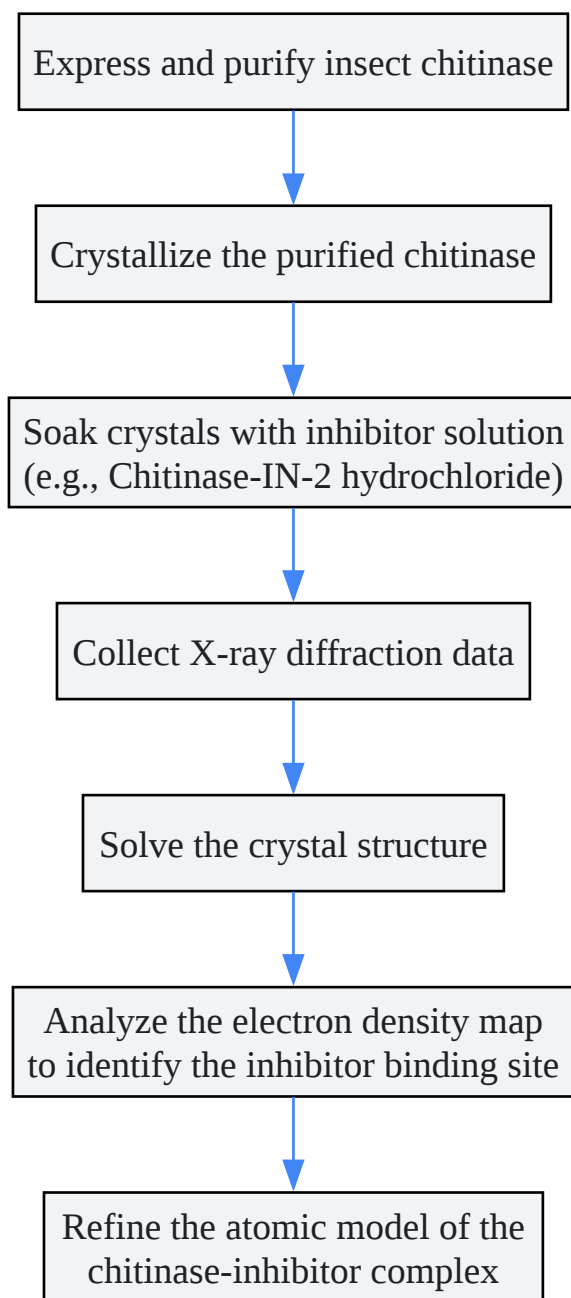 Express and purify insect chitinase
Crystallize the purified chitinase
Soak crystals with inhibitor solution
(e.g., Chitinase-IN-2 hydrochloride)
Collect X-ray diffraction data
Solve the crystal structure
Analyze the electron density map
to identify the inhibitor binding site
Refine the atomic model of the
chitinase-inhibitor complex